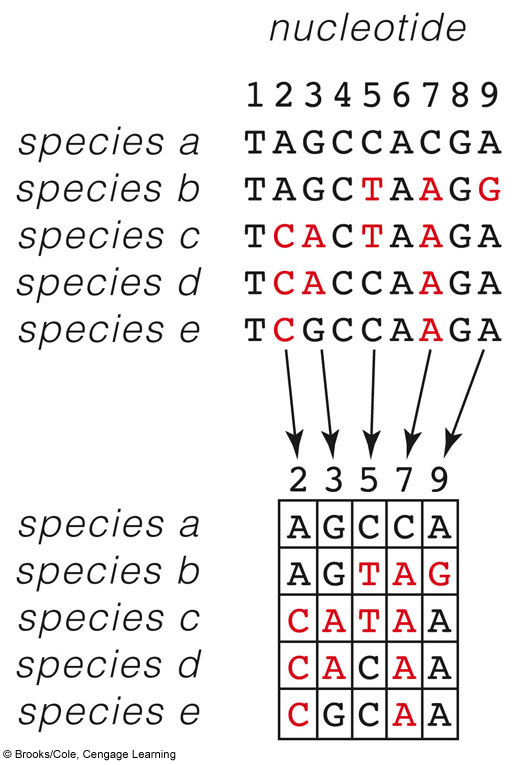 nucleotide
1 2 3 4 5 6 7 8 9
species a TAGCCACGA
species b TAGCTAAGG
species c TCACTAAGA
species d TCACCAAGA
species e TCGCCAAGA
2 3 5 7 9
species a A G C C A
species b A G T A G
species c C A T A A
species d C A C A A
species e C G C A A
© Brooks/Cole, Cengage Learning